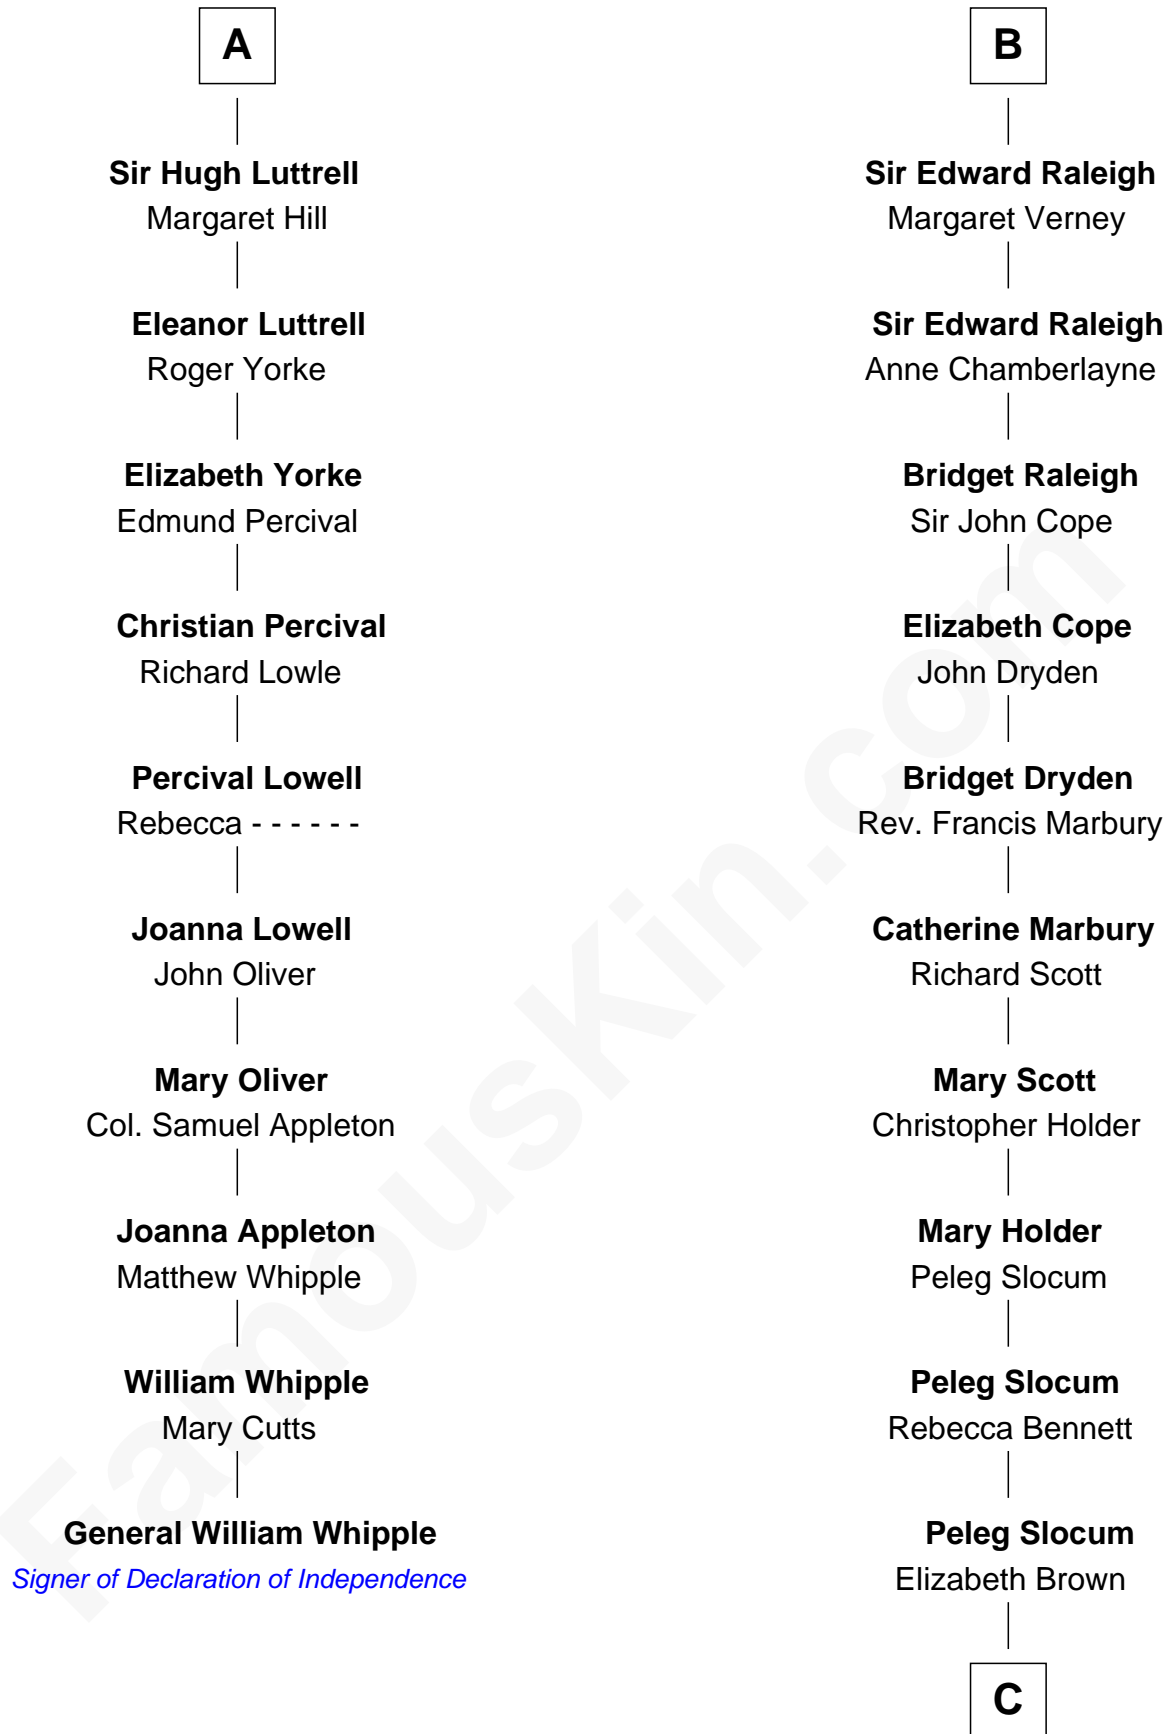 A
Sir Hugh Luttrell
Margaret Hill
Eleanor Luttrell
Roger Yorke
Elizabeth Yorke
Edmund Percival
Christian Percival
Richard Lowle
Percival Lowell
Rebecca - - - - - -
Joanna Lowell
John Oliver
Mary Oliver
Col. Samuel Appleton
Joanna Appleton
Matthew Whipple
William Whipple
Mary Cutts
General William Whipple
Signer of Declaration of Independence
B
Sir Edward Raleigh
Margaret Verney
Sir Edward Raleigh
Anne Chamberlayne
Bridget Raleigh
Sir John Cope
Elizabeth Cope
John Dryden
Bridget Dryden
Rev. Francis Marbury
Catherine Marbury
Richard Scott
Mary Scott
Christopher Holder
Mary Holder
Peleg Slocum
Peleg Slocum
Rebecca Bennett
Peleg Slocum
Elizabeth Brown
C
FamousKin.com